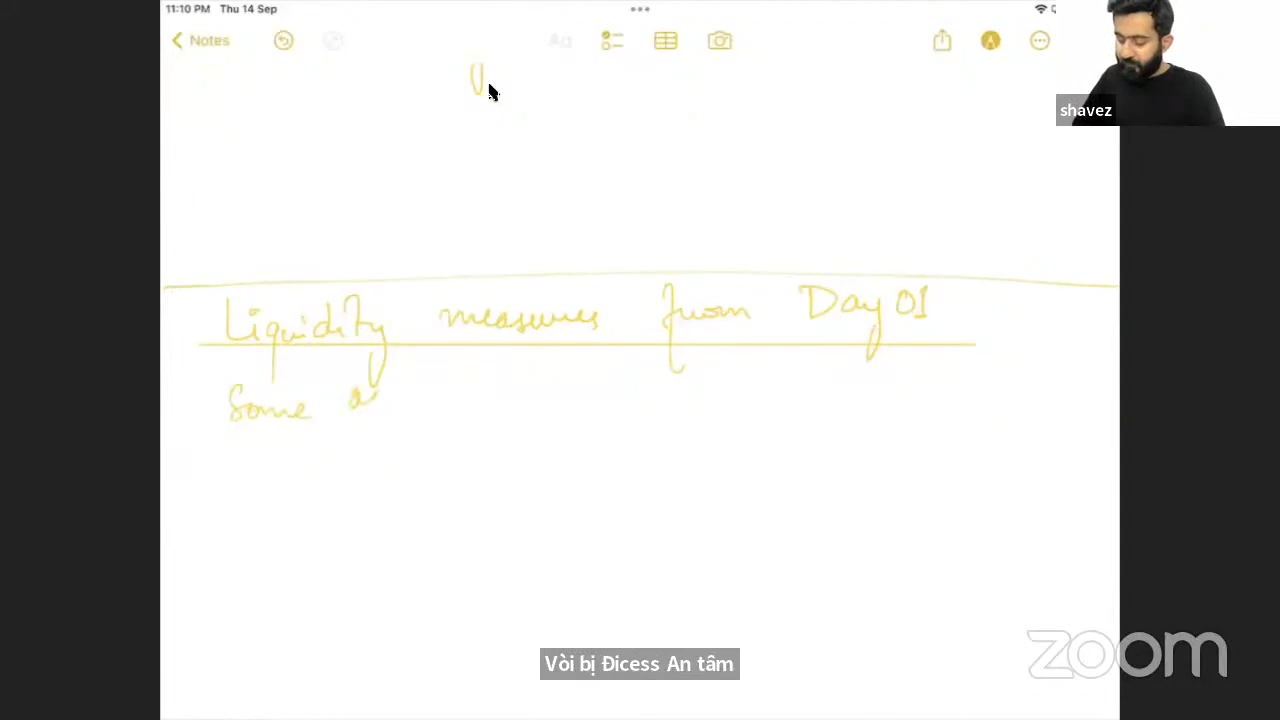 11:10 PM Thu 14 Sep
Notes
Aa
shavez
Liquidity measures from Day 01
Some
Vòi bị Đicess An tâm
zoom